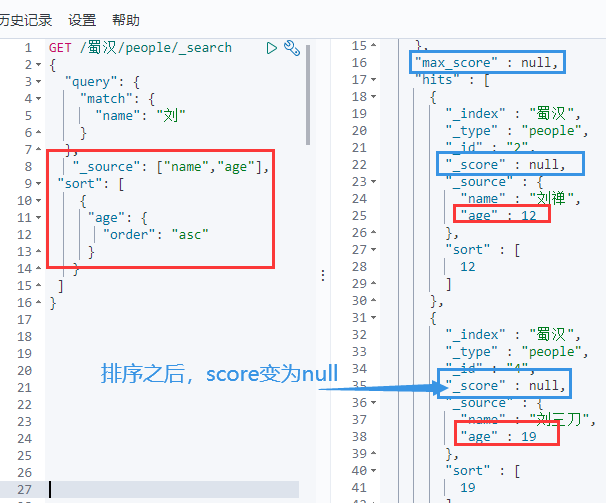 历史记录 设置 帮助
1 GET /蜀汉/people/_search
2 {
3 "query": {
4 "match": {
5 "name": "刘"
6 }
7 },
8 "_source": ["name","age"],
9 "sort": [
10 {
11 "age": {
12 "order": "asc"
13 }
14 }
15 ]
16 }
17
18
19
20
21
22
23
24
25
26
27
排序之后，score变为null
15 },
16 "max_score" : null,
17 "hits" : [
18 {
19 "_index" : "蜀汉",
20 "_type" : "people",
21 "_id" : "2",
22 "_score" : null,
23 "_source" : {
24 "name" : "刘禅",
25 "age" : 12
26 },
27 "sort" : [
28 12
29 ]
30 },
31 {
32 "_index" : "蜀汉",
33 "_type" : "people",
34 "_id" : "4",
35 "_score" : null,
36 "_source" : {
37 "name" : "刘三刀",
38 "age" : 19
39 },
40 "sort" : [
41 19